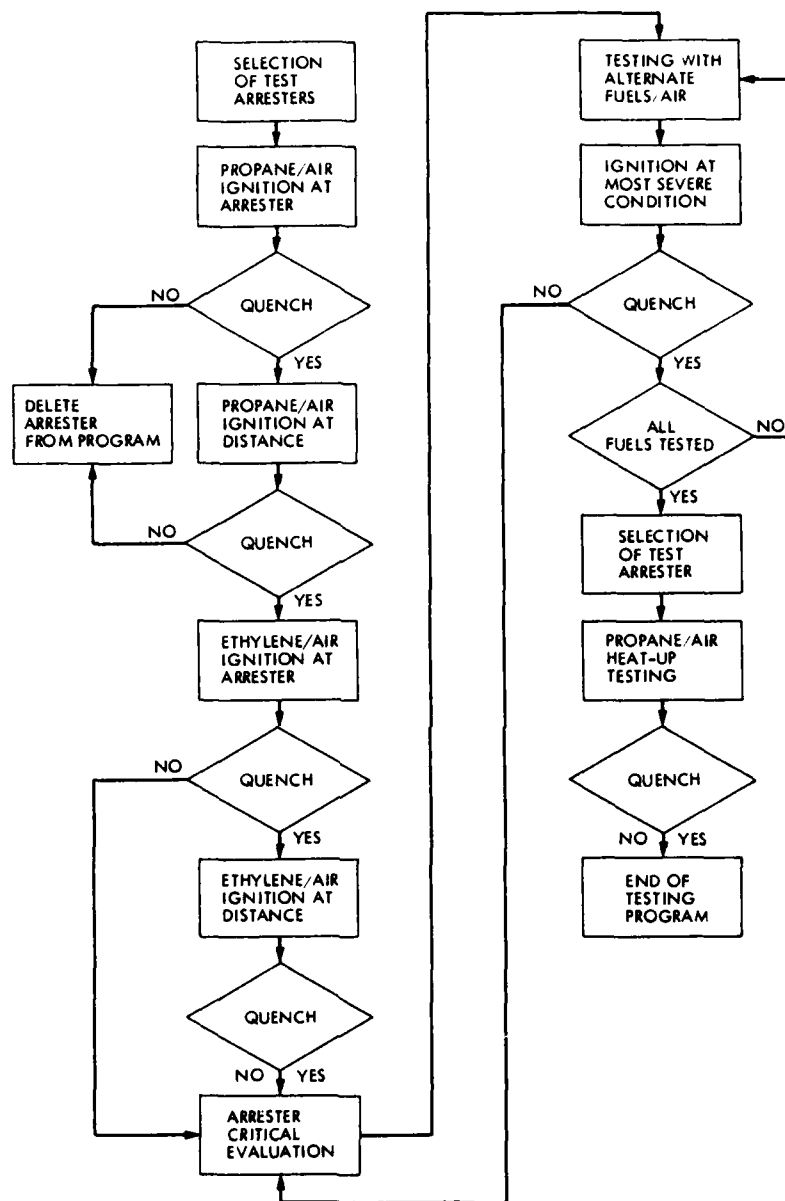 SELECTION
OF TEST
ARRESTERS
PROPANE/AIR
IGNITION AT
ARRESTER
NO
QUENCH
YES
DELETE
ARRESTER
FROM PROGRAM
PROPANE/AIR
IGNITION AT
DISTANCE
NO
QUENCH
YES
ETHYLENE/AIR
IGNITION AT
ARRESTER
NO
QUENCH
YES
ETHYLENE/AIR
IGNITION AT
DISTANCE
QUENCH
NO YES
ARRESTER
CRITICAL
EVALUATION
TESTING WITH
ALTERNATE
FUELS/AIR
IGNITION AT
MOST SEVERE
CONDITION
NO
QUENCH
YES
ALL
FUELS TESTED
NO
YES
SELECTION
OF TEST
ARRESTER
PROPANE/AIR
HEAT-UP
TESTING
QUENCH
NO YES
END OF
TESTING
PROGRAM